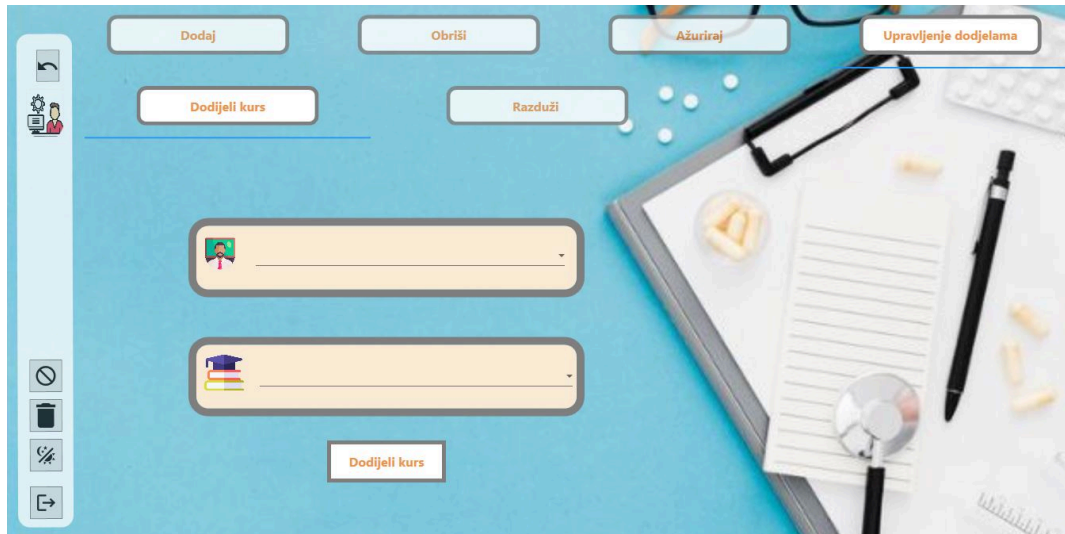 Dodaj
Obriši
Ažuriraj
Upravljenje dodjelama
Dodijeli kurs
Razduži
Dodijeli kurs